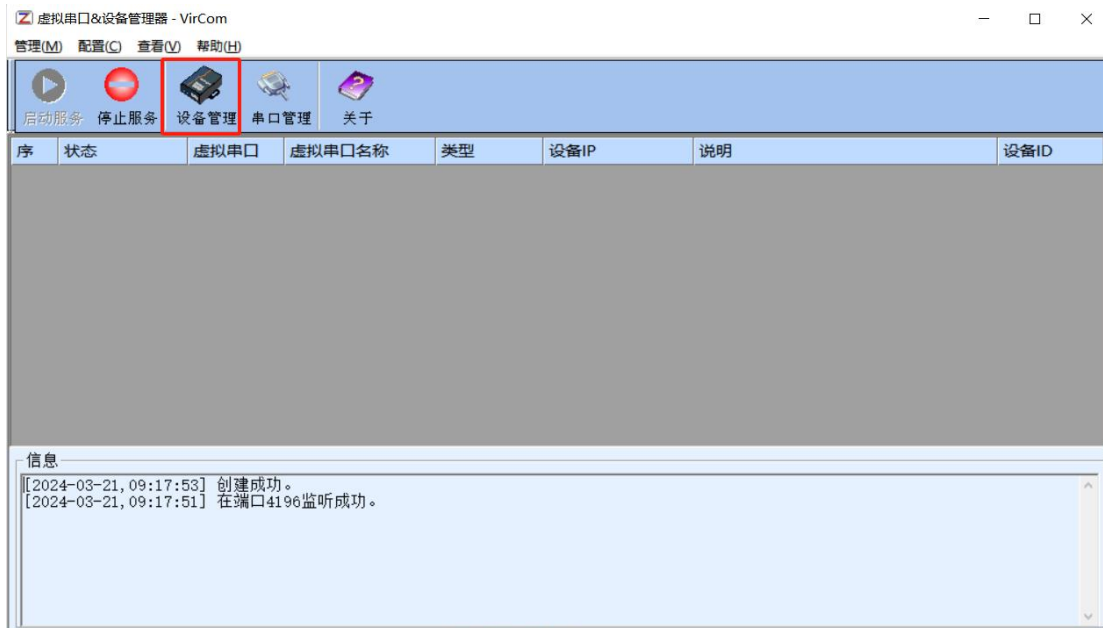 虚拟串口&设备管理器 - VirCom
管理(M) 配置(C) 查看(V) 帮助(H)
启动服务 停止服务 设备管理 串口管理 关于
序 状态 虚拟串口 虚拟串口名称 类型 设备IP 说明 设备ID
信息
[2024-03-21,09:17:53] 创建成功。
[2024-03-21,09:17:51] 在端口4196监听成功。